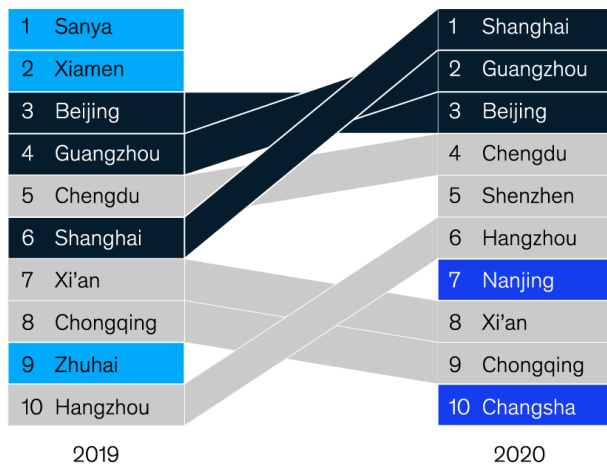 1 Sanya
2 Xiamen
3 Beijing
4 Guangzhou
5 Chengdu
6 Shanghai
7 Xi’an
8 Chongqing
9 Zhuhai
10 Hangzhou
2019
1 Shanghai
2 Guangzhou
3 Beijing
4 Chengdu
5 Shenzhen
6 Hangzhou
7 Nanjing
8 Xi’an
9 Chongqing
10 Changsha
2020